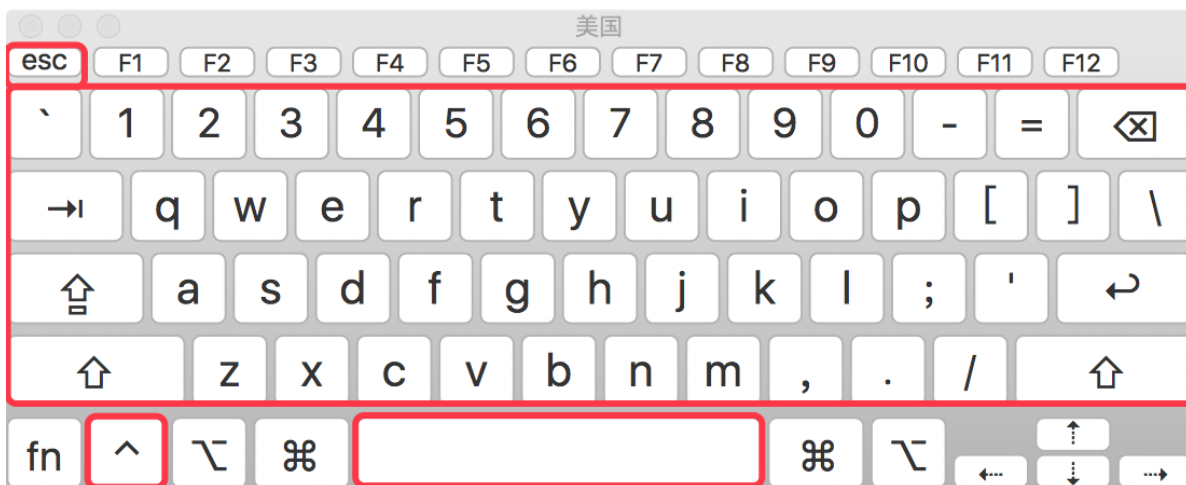 美国
esc F1 F2 F3 F4 F5 F6 F7 F8 F9 F10 F11 F12
` 1 2 3 4 5 6 7 8 9 0 - = ⌫
⇥ q w e r t y u i o p [ ] \
⇪ a s d f g h j k l ; ' ↩
⇧ z x c v b n m , . / ⇧
fn ^ ⌥ ⌘ ⌘ ⌥ ⇠ ⇡ ⇣ ⇢